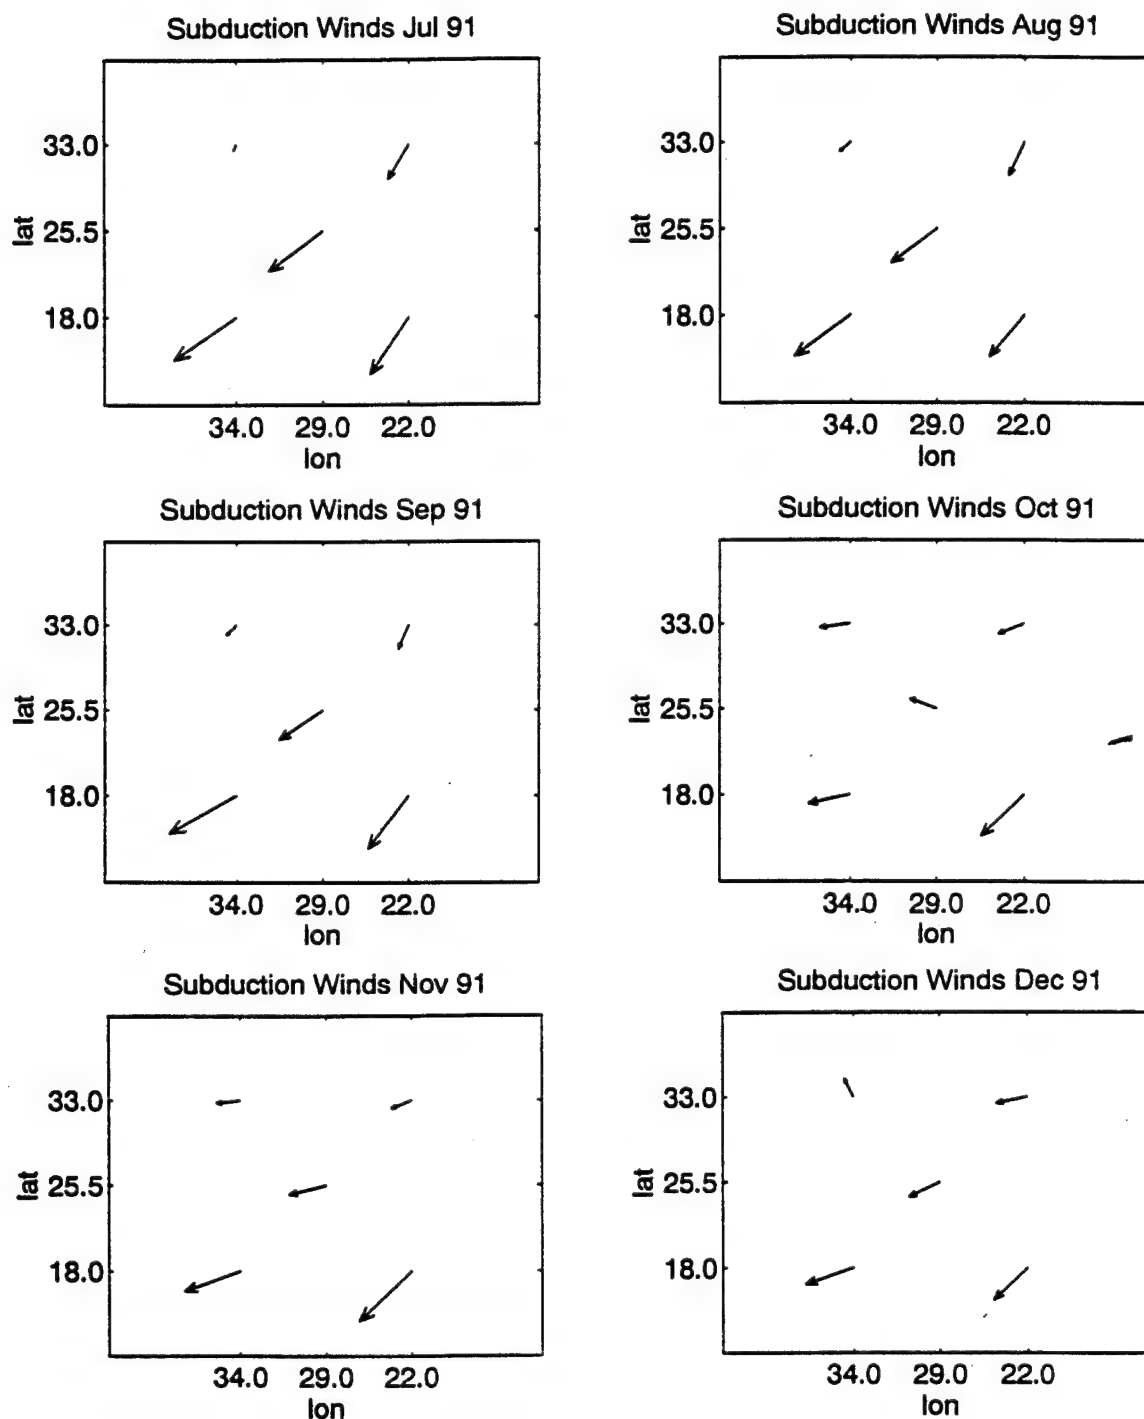 Subduction Winds Jul 91
33.0
25.5
18.0
lat
34.0 29.0 22.0
lon
Subduction Winds Aug 91
33.0
25.5
18.0
lat
34.0 29.0 22.0
lon
Subduction Winds Sep 91
33.0
25.5
18.0
lat
34.0 29.0 22.0
lon
Subduction Winds Oct 91
33.0
25.5
18.0
lat
34.0 29.0 22.0
lon
Subduction Winds Nov 91
33.0
25.5
18.0
lat
34.0 29.0 22.0
lon
Subduction Winds Dec 91
33.0
25.5
18.0
lat
34.0 29.0 22.0
lon